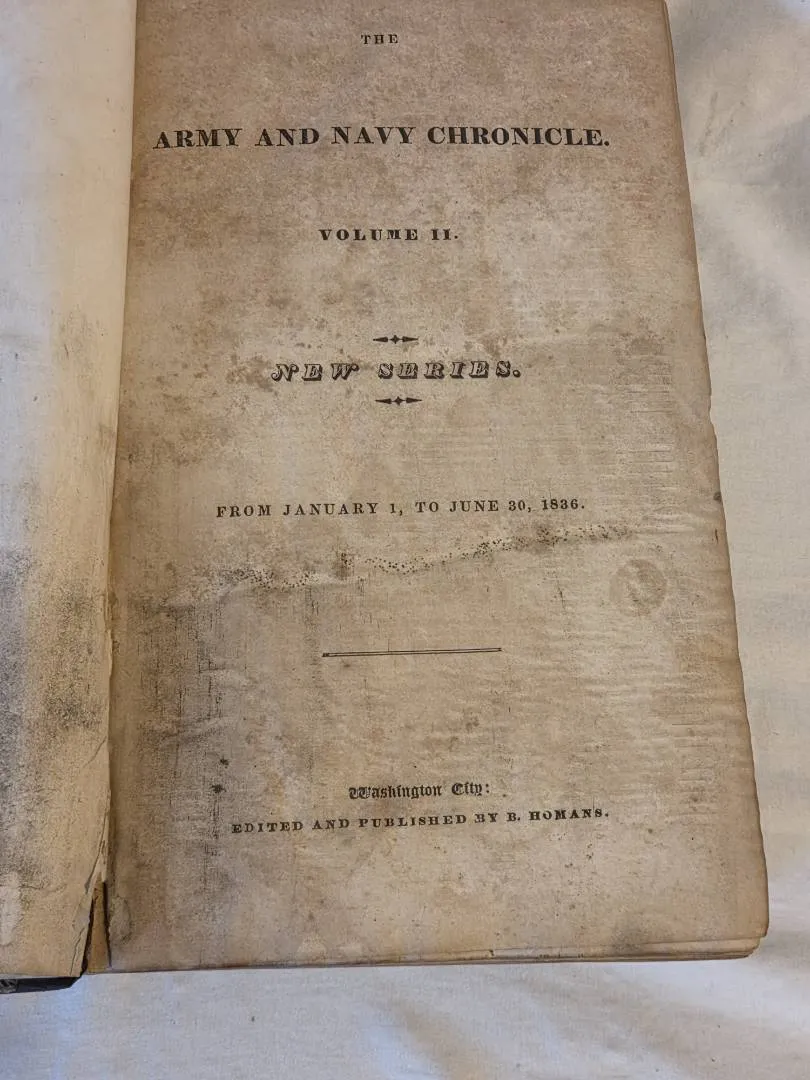 THE
ARMY AND NAVY CHRONICLE.
VOLUME II.
NEW SERIES.
FROM JANUARY 1, TO JUNE 30, 1836.
Washington City:
EDITED AND PUBLISHED BY B. HOMANS.